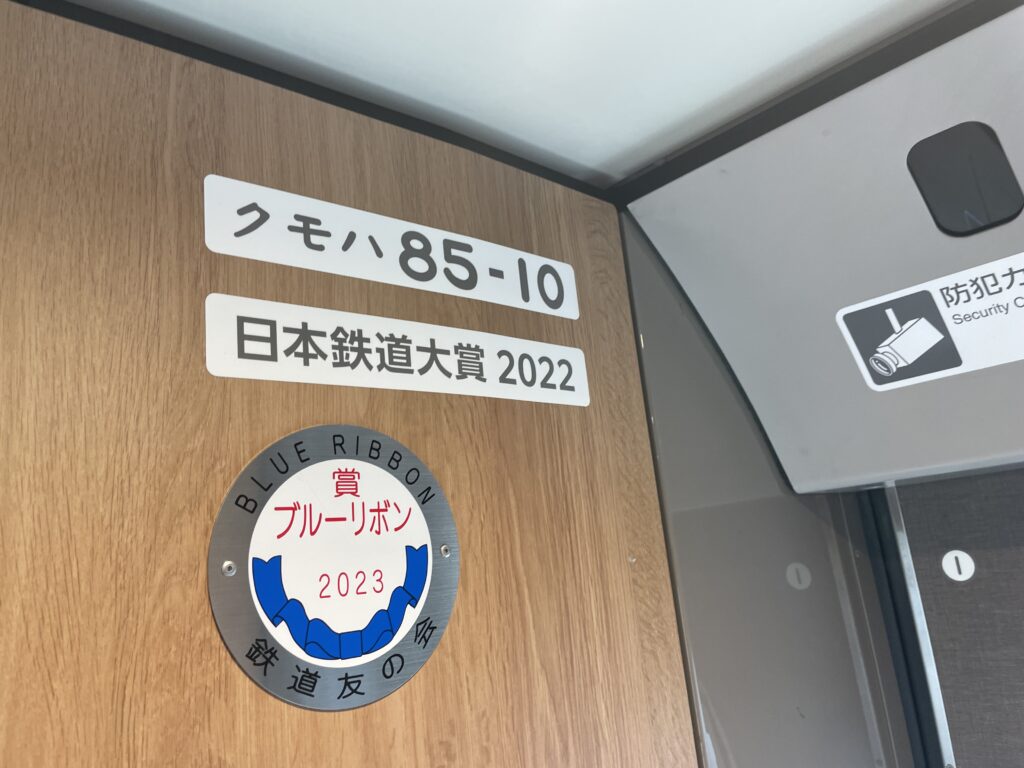 クモハ85-10
日本鉄道大賞 2022
BLUE RIBBON
賞
ブルーリボン
2023
鉄道友の会
防犯カ
Security C